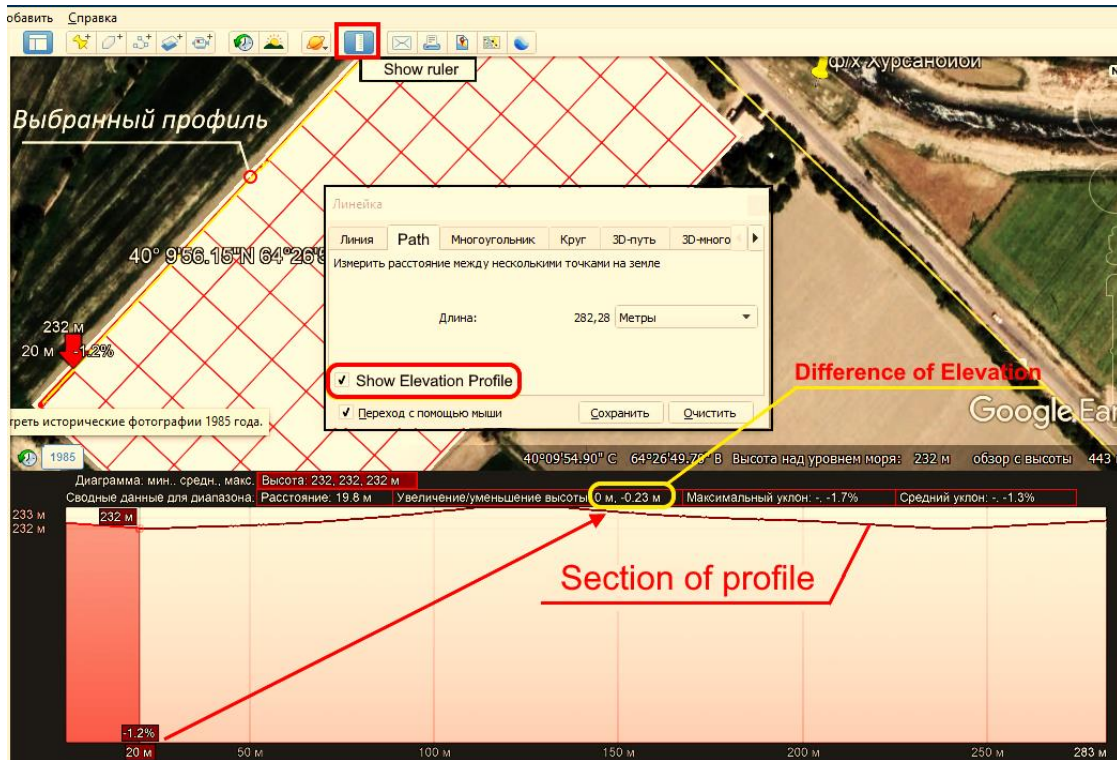 обавить Справка
Show ruler
ф/х Хурсанойой
Выбранный профиль
40° 9'56.15"N 64°26'5
232 м
20 м -1.2%
Линейка
Линия Path Многоугольник Круг 3D-путь 3D-много
Измерить расстояние между несколькими точками на земле
Длина: 282,28 Метры
Show Elevation Profile
Переход с помощью мыши Сохранить Очистить
Difference of Elevation
Google Ear
треть исторические фотографии 1985 года.
1985
40°09'54.90" С 64°26'49.70" В Высота над уровнем моря: 232 м обзор с высоты 443
Диаграмма: мин., средн., макс. Высота: 232, 232, 232 м
Сводные данные для диапазона: Расстояние: 19.8 м Увеличение/уменьшение высоты: 0 м, -0.23 м Максимальный уклон: -, -1.7% Средний уклон: -, -1.3%
233 м
232 м
232 м
Section of profile
-1.2%
20 м 50 м 100 м 150 м 200 м 250 м 283 м